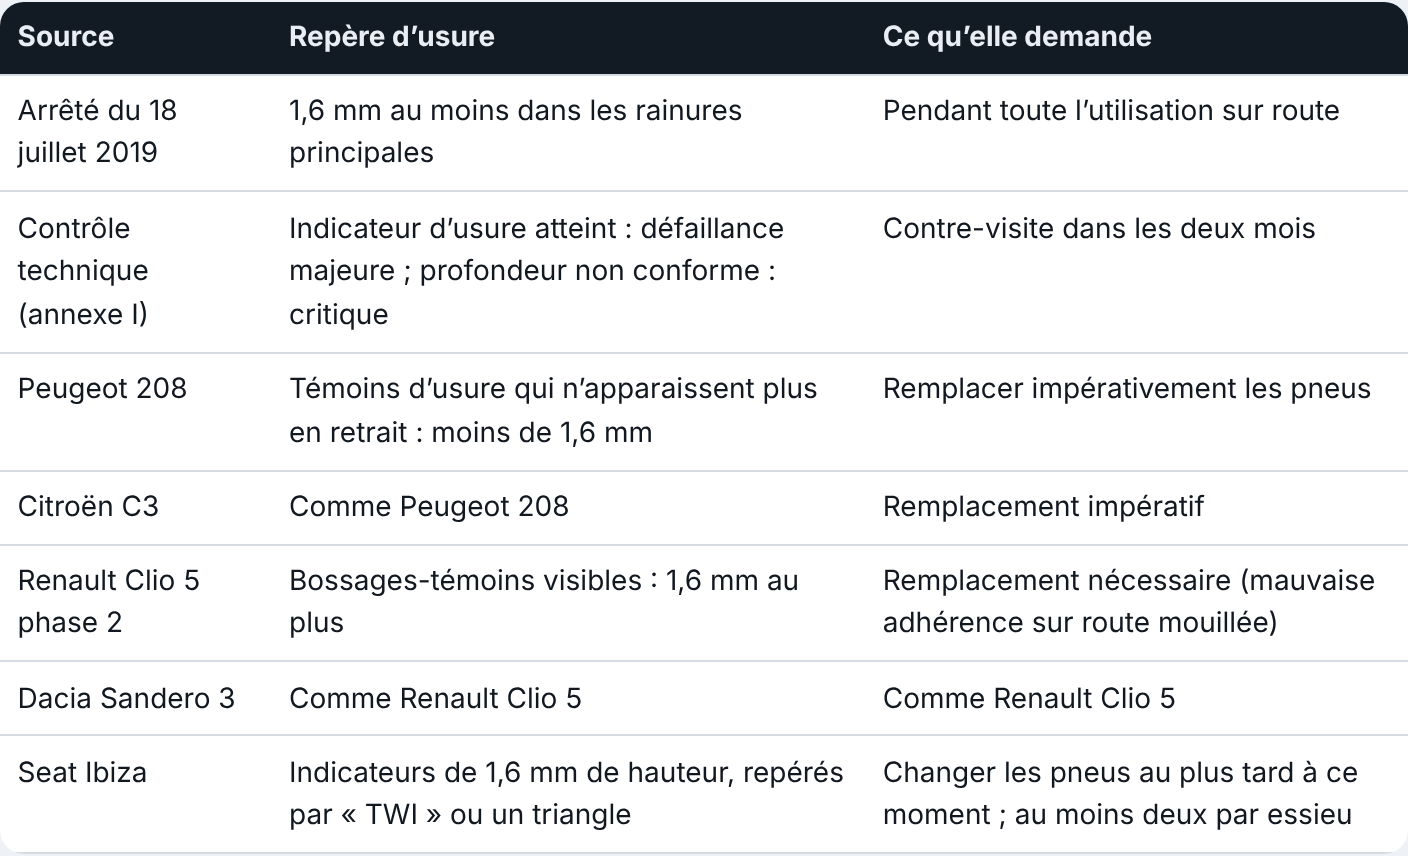 Source Repère d’usure Ce qu’elle demande
Arrêté du 18 1,6 mm au moins dans les rainures Pendant toute l’utilisation sur route
juillet 2019 principales
Contrôle Indicateur d’usure atteint : défaillance Contre-visite dans les deux mois
technique majeure ; profondeur non conforme :
(annexe I) critique
Peugeot 208 Témoins d’usure qui n’apparaissent plus Remplacer impérativement les pneus
en retrait : moins de 1,6 mm
Citroën C3 Comme Peugeot 208 Remplacement impératif
Renault Clio 5 Bossages-témoins visibles : 1,6 mm au Remplacement nécessaire (mauvaise
phase 2 plus adhérence sur route mouillée)
Dacia Sandero 3 Comme Renault Clio 5 Comme Renault Clio 5
Seat Ibiza Indicateurs de 1,6 mm de hauteur, repérés Changer les pneus au plus tard à ce
par « TWI » ou un triangle moment ; au moins deux par essieu